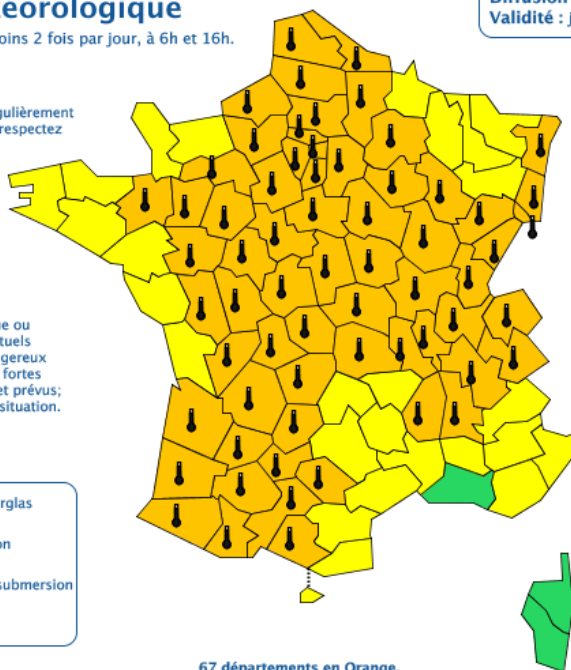 éorologique
oins 2 fois par jour, à 6h et 16h.
Diffusion
Validité : j
gulièrement
respectez
e ou
tuels
gereux
fortes
et prévus;
situation.
rglas
on
submersion
67 départements en Orange.